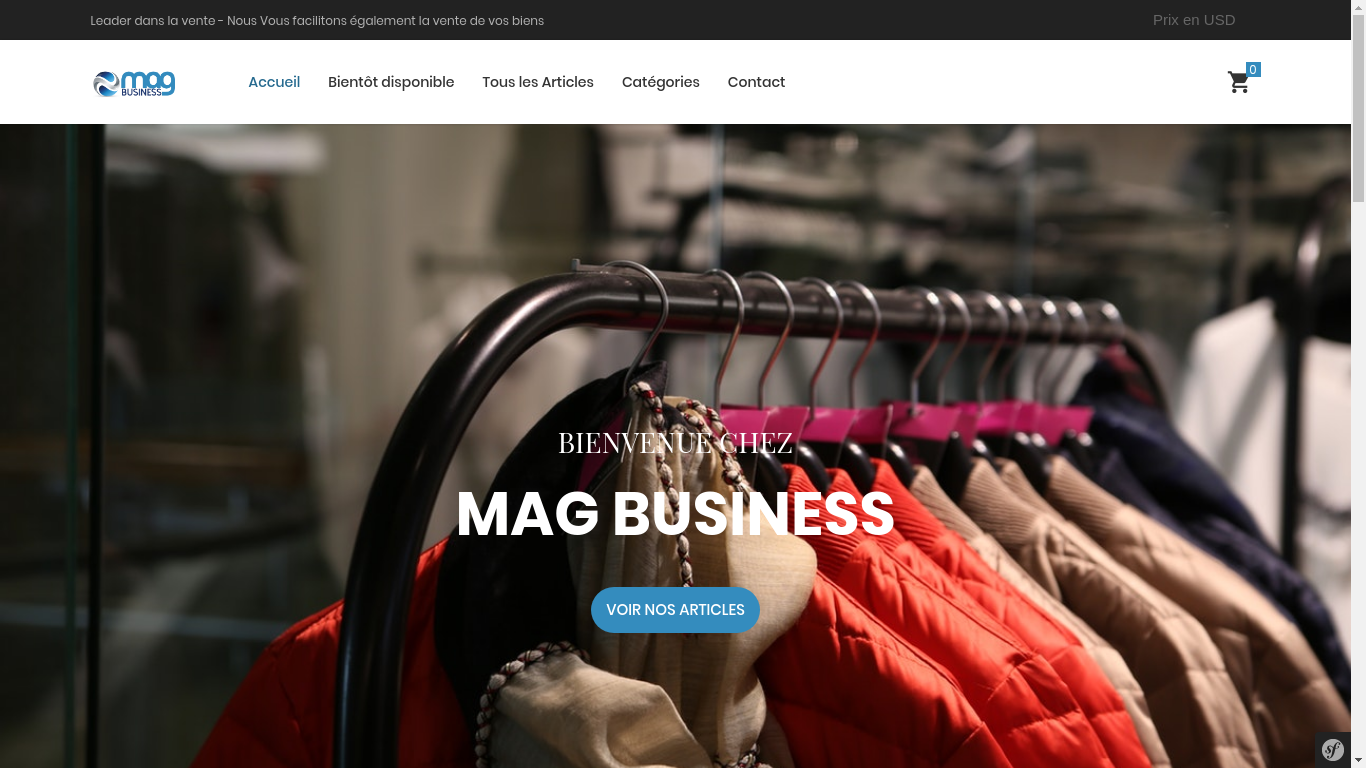 Leader dans la vente - Nous Vous facilitons également la vente de vos biens
Prix en USD
mag
BUSINESS
Accueil
Bientôt disponible
Tous les Articles
Catégories
Contact
0
BIENVENUE CHEZ
MAG BUSINESS
VOIR NOS ARTICLES
sf